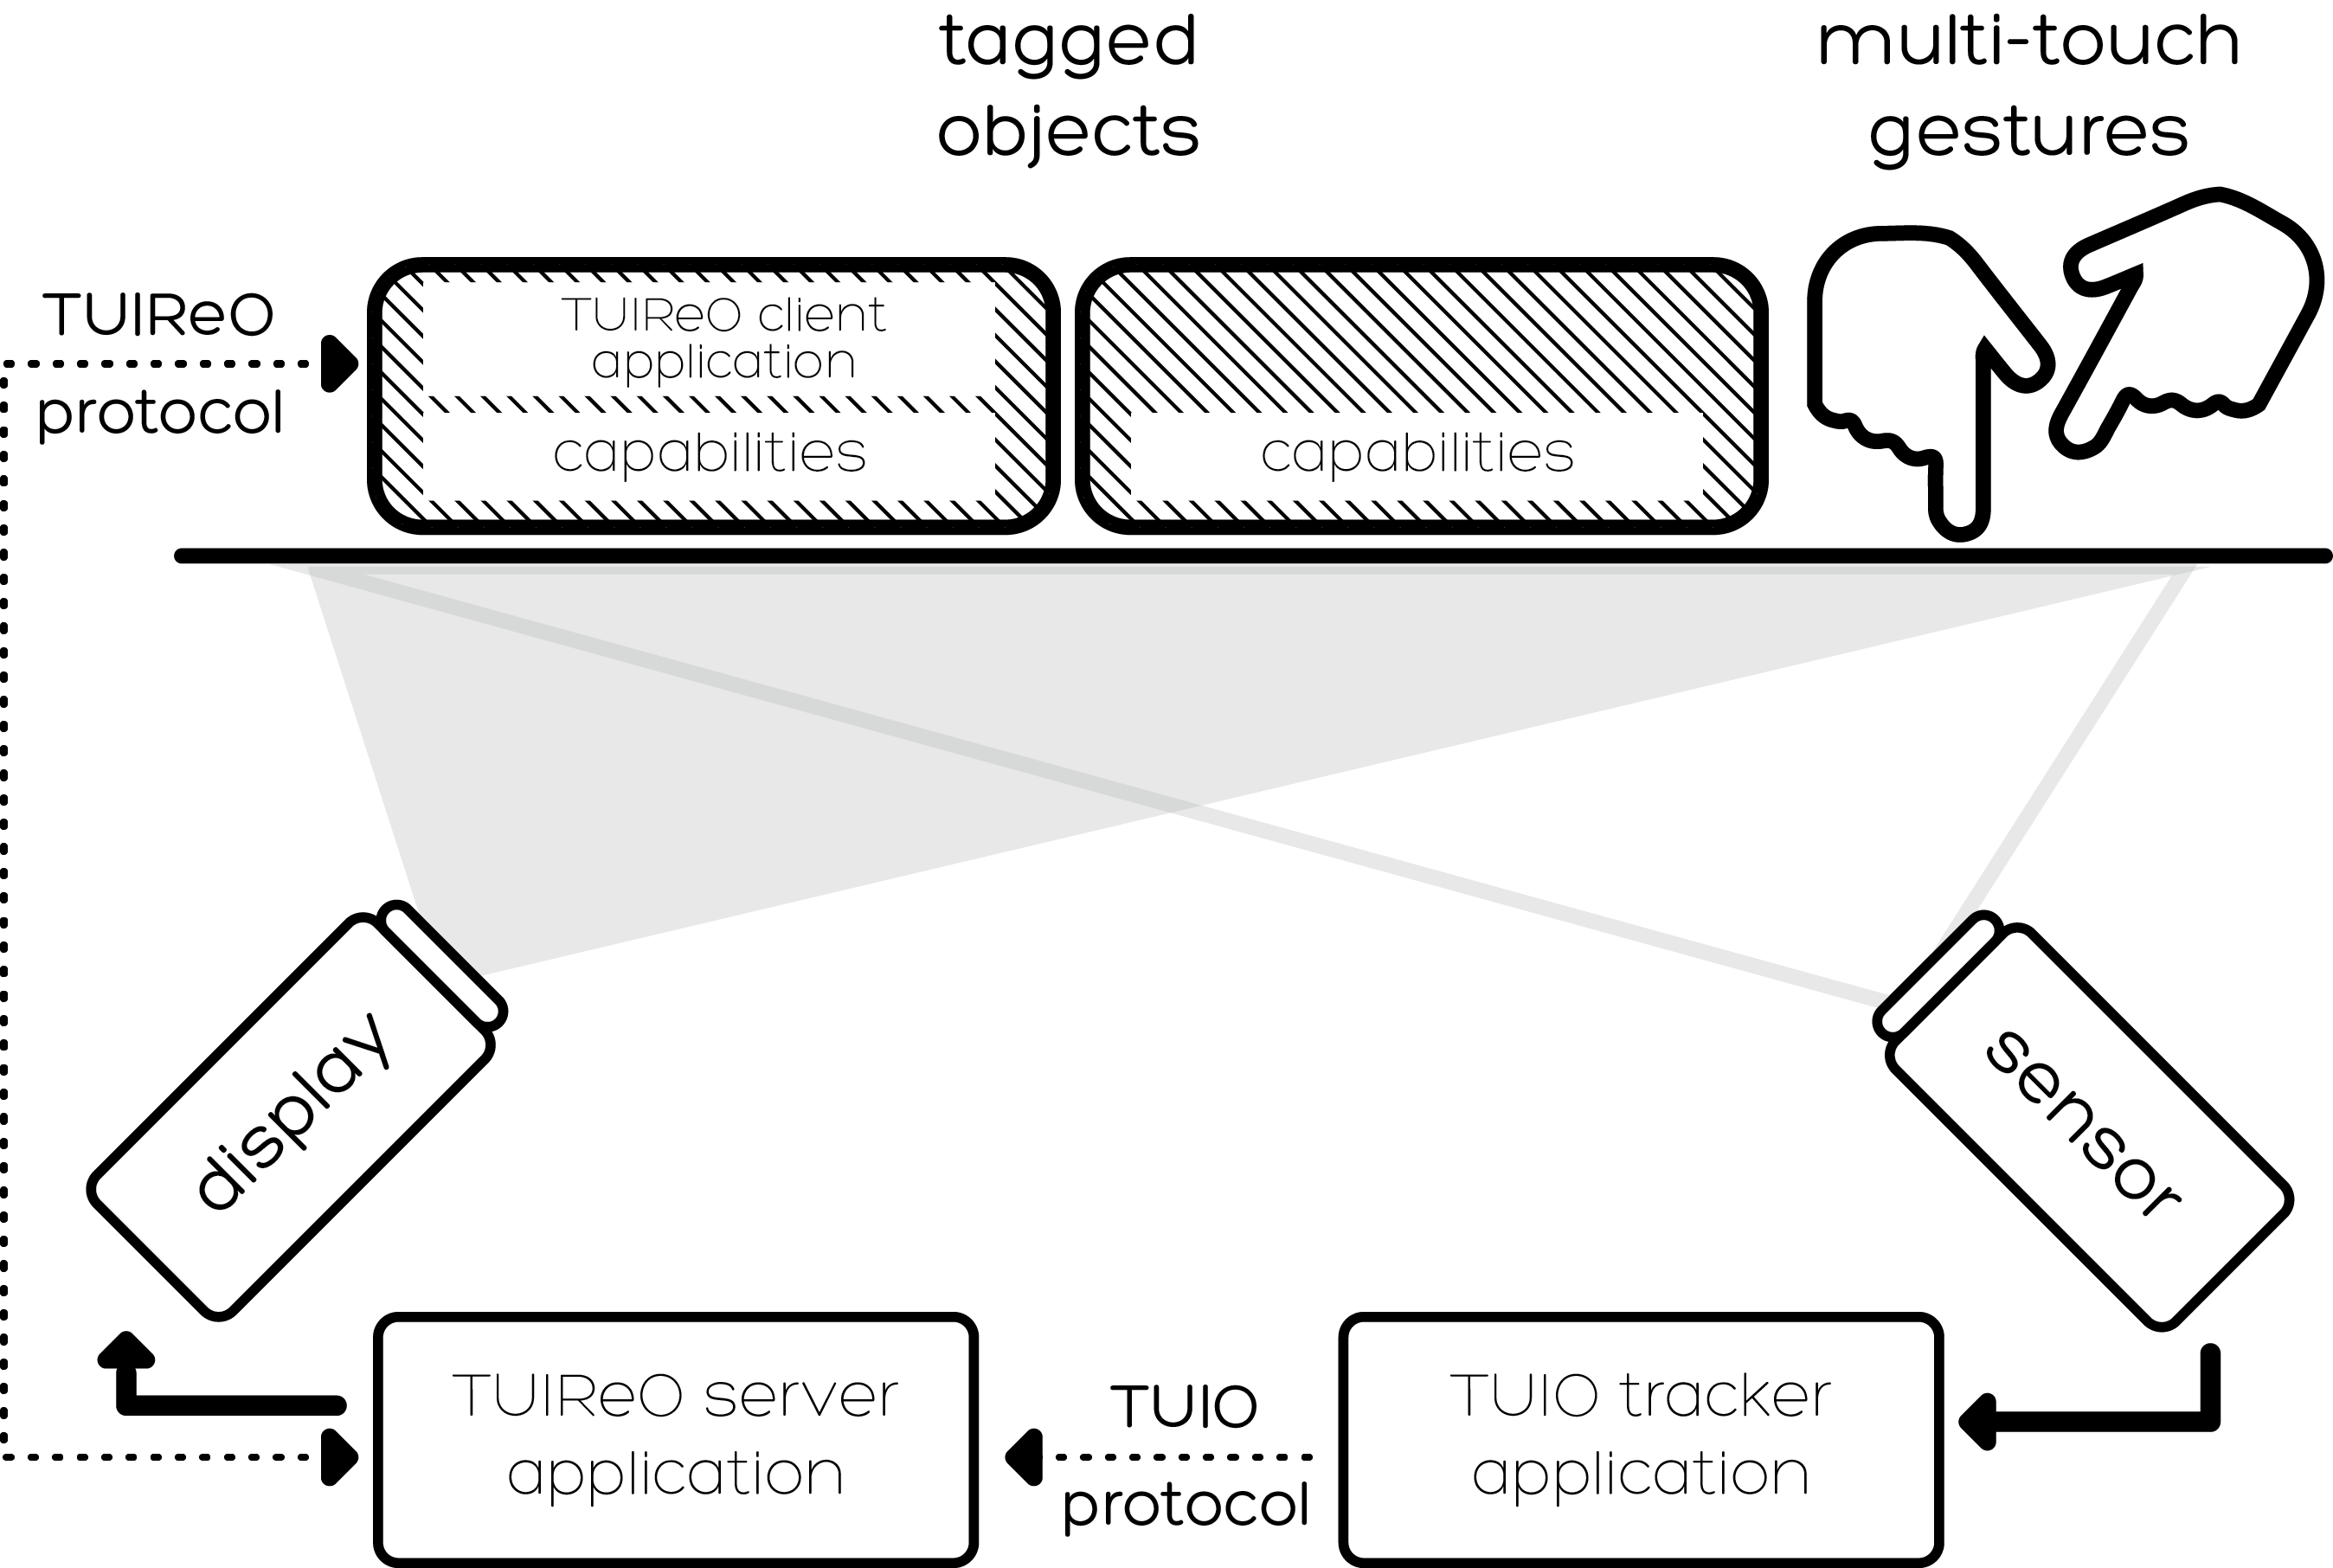 tagged
objects
multi-touch
gestures
TUIReO
protocol
TUIReO client
application
capabilities
capabilities
display
sensor
TUIReO server
application
TUIO
protocol
TUIO tracker
application